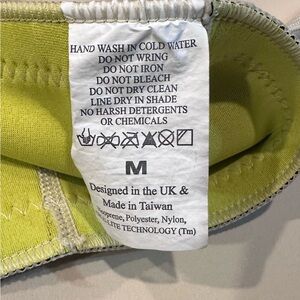 HAND WASH IN COLD WATER
DO NOT WRING
DO NOT IRON
DO NOT BLEACH
DO NOT DRY CLEAN
LINE DRY IN SHADE
NO HARSH DETERGENTS
OR CHEMICALS
M
Designed in the UK &
Made in Taiwan
Polyester, Nylon,
TECHNOLOGY (Tm)